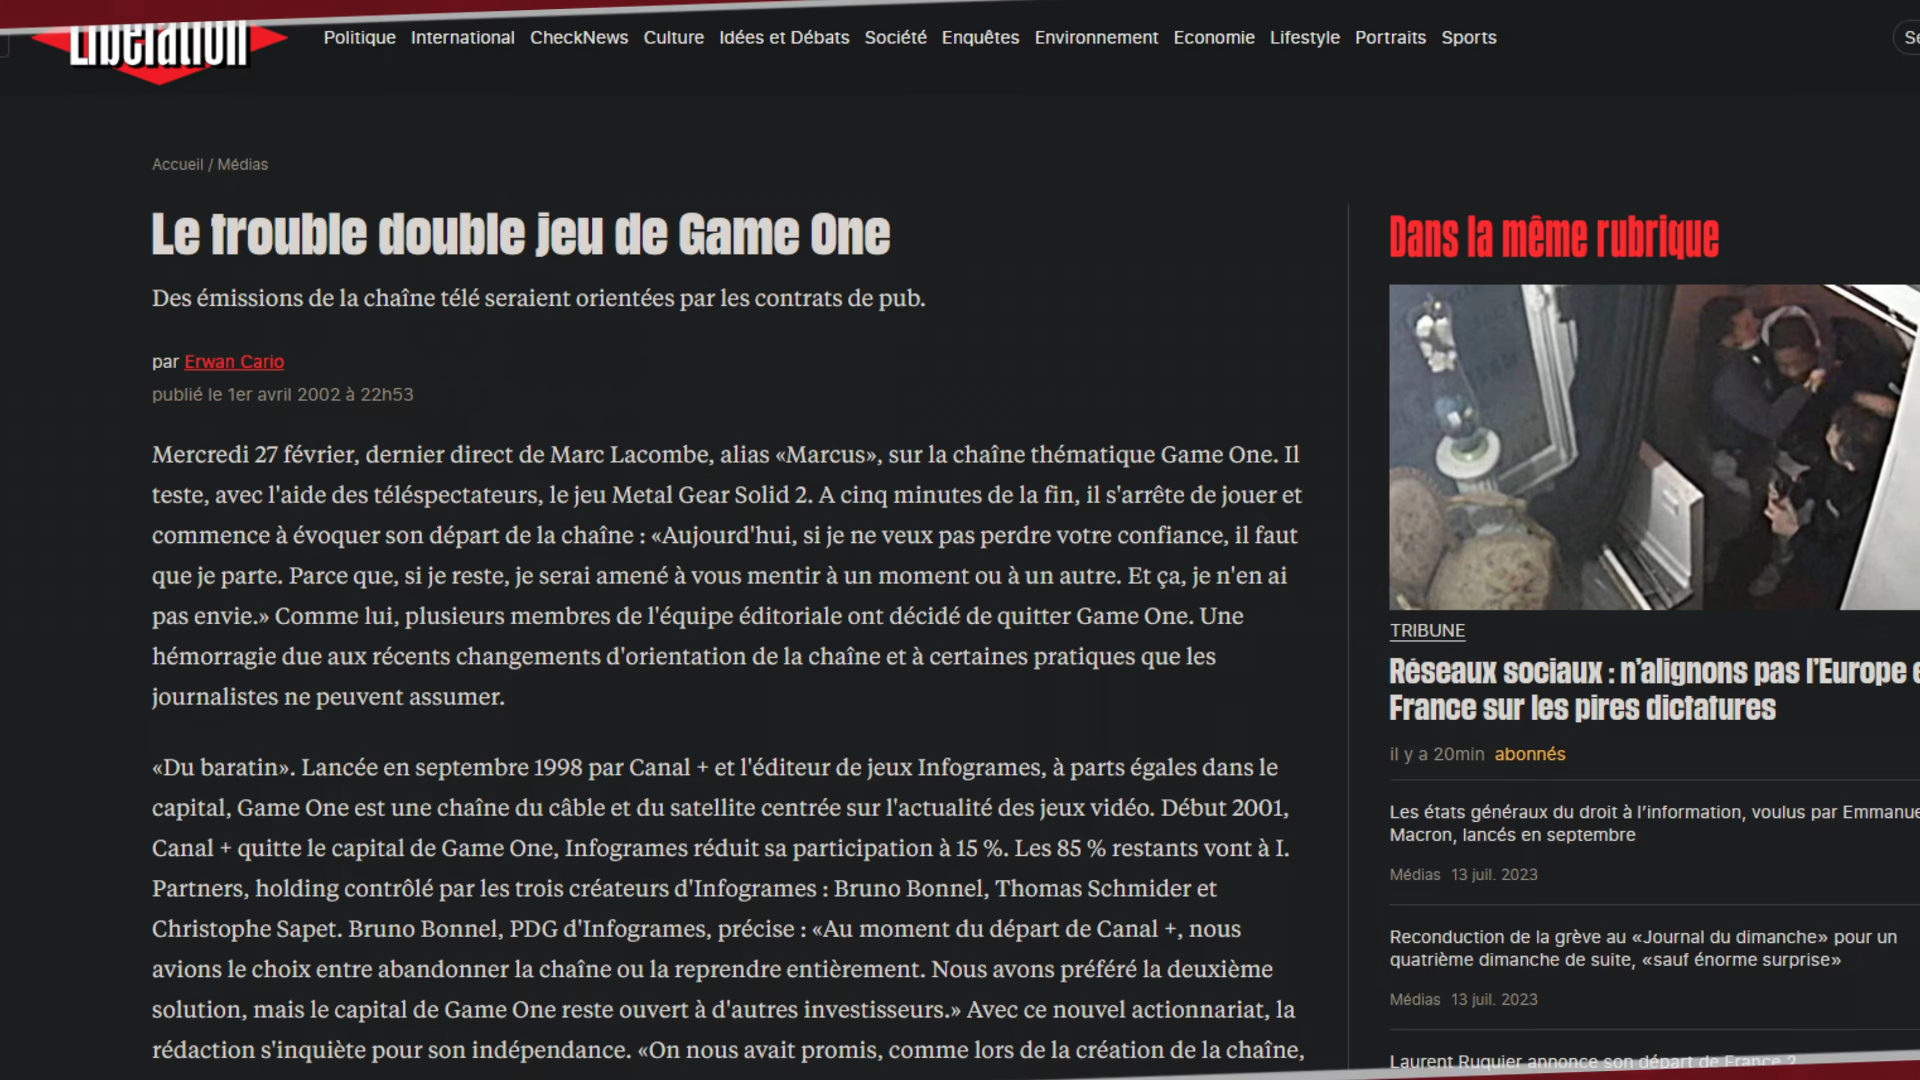 Libération
Politique International CheckNews Culture Idées et Débats Société Enquêtes Environnement Economie Lifestyle Portraits Sports
Accueil / Médias
Le trouble double jeu de Game One
Des émissions de la chaîne télé seraient orientées par les contrats de pub.
par Erwan Cario
publié le 1er avril 2002 à 22h53
Mercredi 27 février, dernier direct de Marc Lacombe, alias «Marcus», sur la chaîne thématique Game One. Il
teste, avec l'aide des téléspectateurs, le jeu Metal Gear Solid 2. A cinq minutes de la fin, il s'arrête de jouer et
commence à évoquer son départ de la chaîne : «Aujourd'hui, si je ne veux pas perdre votre confiance, il faut
que je parte. Parce que, si je reste, je serai amené à vous mentir à un moment ou à un autre. Et ça, je n'en ai
pas envie.» Comme lui, plusieurs membres de l'équipe éditoriale ont décidé de quitter Game One. Une
hémorragie due aux récents changements d'orientation de la chaîne et à certaines pratiques que les
journalistes ne peuvent assumer.
«Du baratin». Lancée en septembre 1998 par Canal + et l'éditeur de jeux Infogrames, à parts égales dans le
capital, Game One est une chaîne du câble et du satellite centrée sur l'actualité des jeux vidéo. Début 2001,
Canal + quitte le capital de Game One, Infogrames réduit sa participation à 15 %. Les 85 % restants vont à I.
Partners, holding contrôlé par les trois créateurs d'Infogrames : Bruno Bonnel, Thomas Schmider et
Christophe Sapet. Bruno Bonnel, PDG d'Infogrames, précise : «Au moment du départ de Canal +, nous
avions le choix entre abandonner la chaîne ou la reprendre entièrement. Nous avons préféré la deuxième
solution, mais le capital de Game One reste ouvert à d'autres investisseurs.» Avec ce nouvel actionnariat, la
rédaction s'inquiète pour son indépendance. «On nous avait promis, comme lors de la création de la chaîne,
Dans la même rubrique
TRIBUNE
Réseaux sociaux : n'alignons pas l'Europe e
France sur les pires dictatures
il y a 20min abonnés
Les états généraux du droit à l'information, voulus par Emmanue
Macron, lancés en septembre
Médias 13 juil. 2023
Reconduction de la grève au «Journal du dimanche» pour un
quatrième dimanche de suite, «sauf énorme surprise»
Médias 13 juil. 2023
Laurent Ruquier annonce son départ de France 2